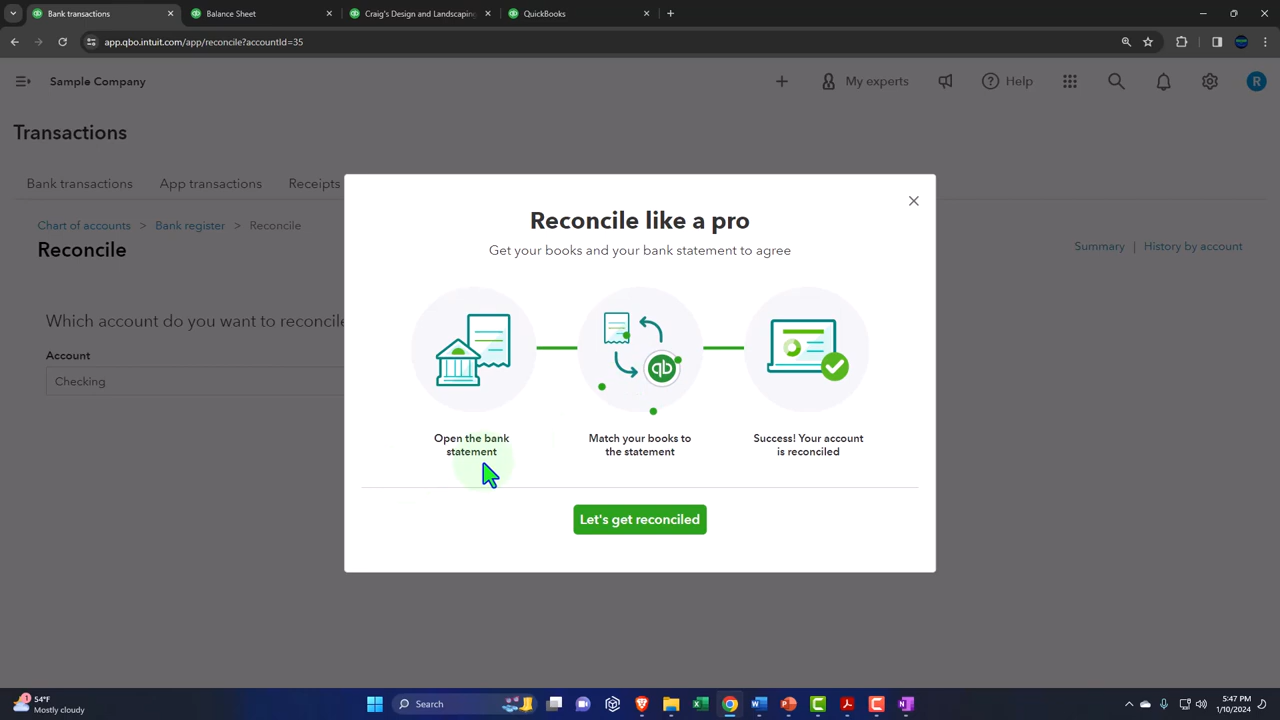 Bank transactions
Balance Sheet
Craig's Design and Landscaping
QuickBooks
app.qbo.intuit.com/app/reconcile?accountId=35
Sample Company
My experts
Help
R
Transactions
Bank transactions
App transactions
Receipts
Chart of accounts > Bank register > Reconcile
Summary | History by account
Reconcile
Which account do you want to reconcile
Account
Checking
Reconcile like a pro
Get your books and your bank statement to agree
qb
Open the bank
statement
Match your books to
the statement
Success! Your account
is reconciled
Let's get reconciled
1
54°F
Mostly cloudy
Search
5:47 PM
1/10/2024